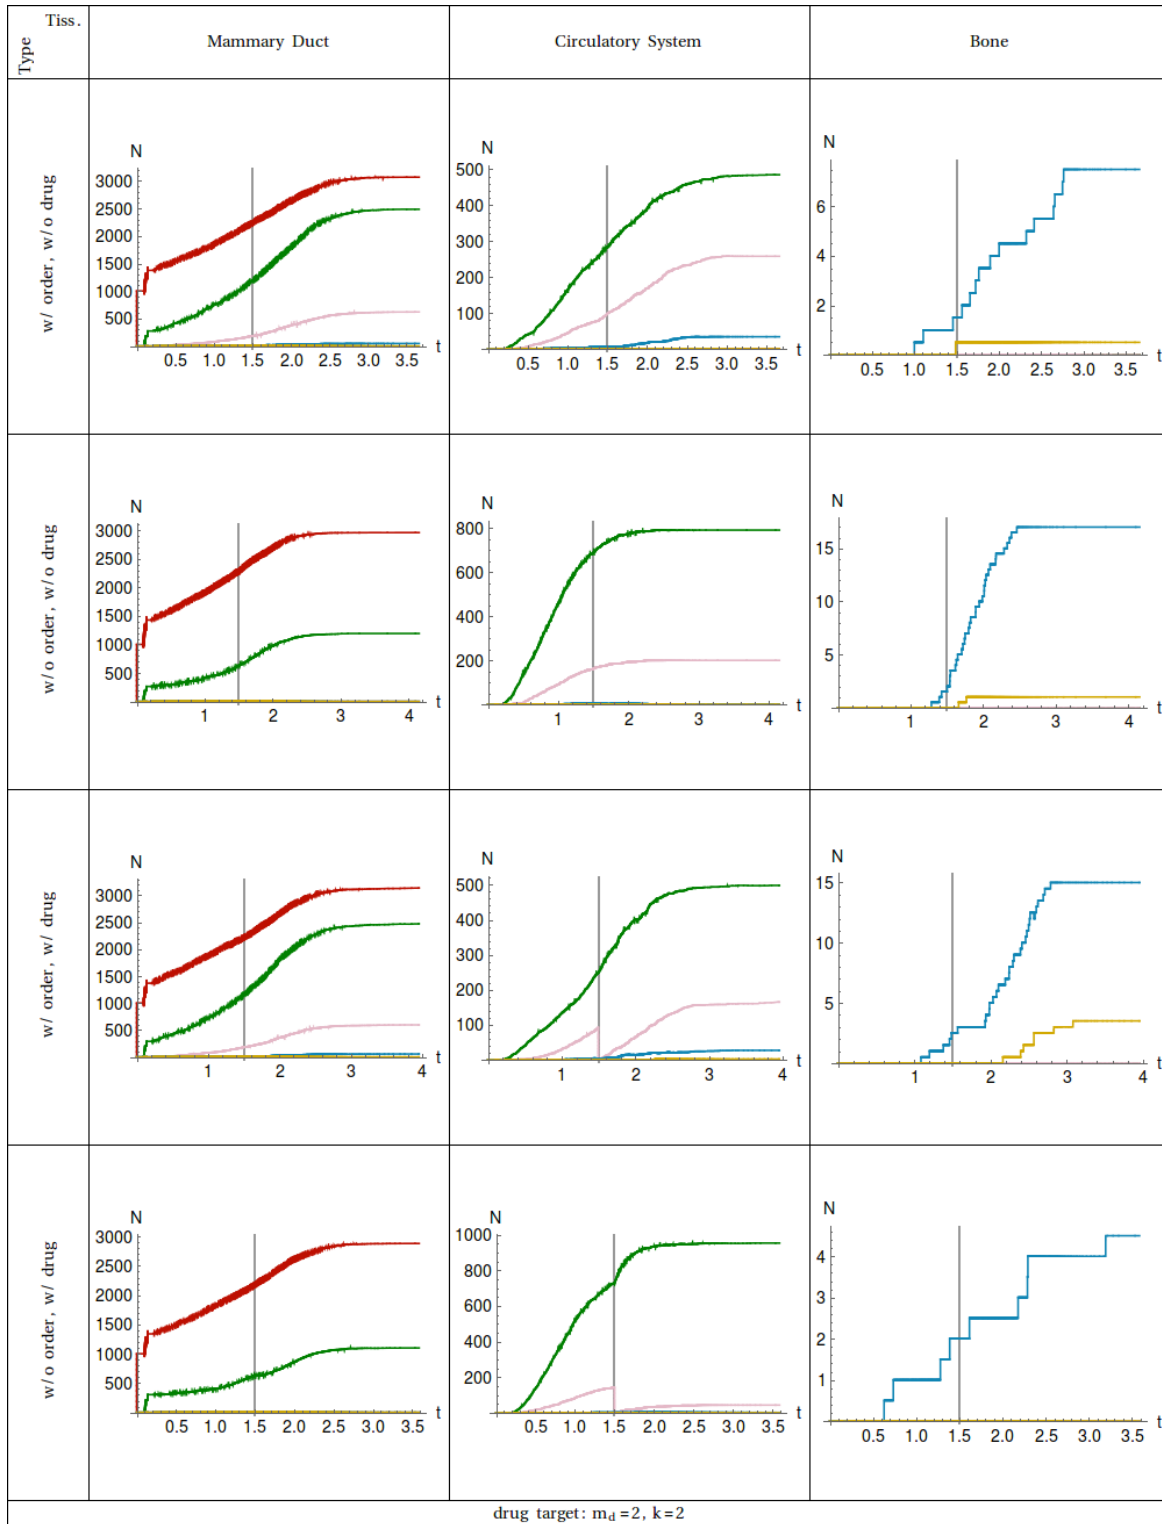 Tiss.
Type
Mammary Duct
Circulatory System
Bone
w/ order, w/o drug
N
3000
2500
2000
1500
1000
500
0.5 1.0 1.5 2.0 2.5 3.0 3.5 t
N
500
400
300
200
100
0.5 1.0 1.5 2.0 2.5 3.0 3.5 t
N
6
4
2
0.5 1.0 1.5 2.0 2.5 3.0 3.5 t
w/o order, w/o drug
N
3000
2500
2000
1500
1000
500
1 2 3 4 t
N
800
600
400
200
1 2 3 4 t
N
15
10
5
1 2 3 4 t
w/ order, w/ drug
N
3000
2500
2000
1500
1000
500
1 2 3 4 t
N
500
400
300
200
100
1 2 3 4 t
N
15
10
5
1 2 3 4 t
w/o order, w/ drug
N
3000
2500
2000
1500
1000
500
0.5 1.0 1.5 2.0 2.5 3.0 3.5 t
N
1000
800
600
400
200
0.5 1.0 1.5 2.0 2.5 3.0 3.5 t
N
4
3
2
1
0.5 1.0 1.5 2.0 2.5 3.0 3.5 t
drug target: m_d=2, k=2